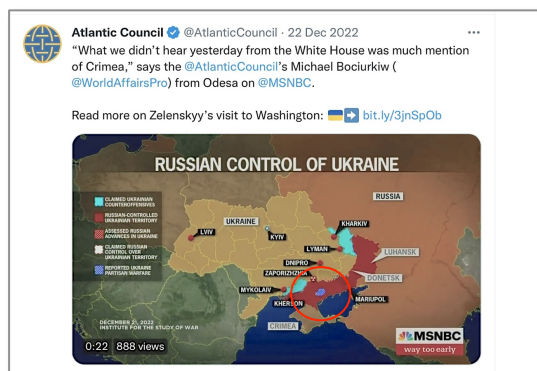 Atlantic Council @AtlanticCouncil · 22 Dec 2022
“What we didn’t hear yesterday from the White House was much mention
of Crimea,” says the @AtlanticCouncil’s Michael Bociurkiw (
@WorldAffairsPro) from Odesa on @MSNBC.
Read more on Zelenskyy’s visit to Washington: 🇺🇦➡️ bit.ly/3jnSpOb
RUSSIAN CONTROL OF UKRAINE
CLAIMED UKRAINIAN
COUNTEROFFENSIVES
RUSSIAN-CONTROLLED
UKRAINIAN TERRITORY
ASSESSED RUSSIAN
ADVANCES IN UKRAINE
CLAIMED RUSSIAN
CONTROL OVER
UKRAINIAN TERRITORY
REPORTED UKRAINE
PARTISAN WARFARE
RUSSIA
UKRAINE
KHARKIV
LVIV
KYIV
LYMAN
LUHANSK
DNIPRO
ZAPORIZHZHIA
DONETSK
MYKOLAIV
KHERSON
MARIUPOL
CRIMEA
DECEMBER 21, 2022
INSTITUTE FOR THE STUDY OF WAR
MSNBC
way too early
0:22 888 views